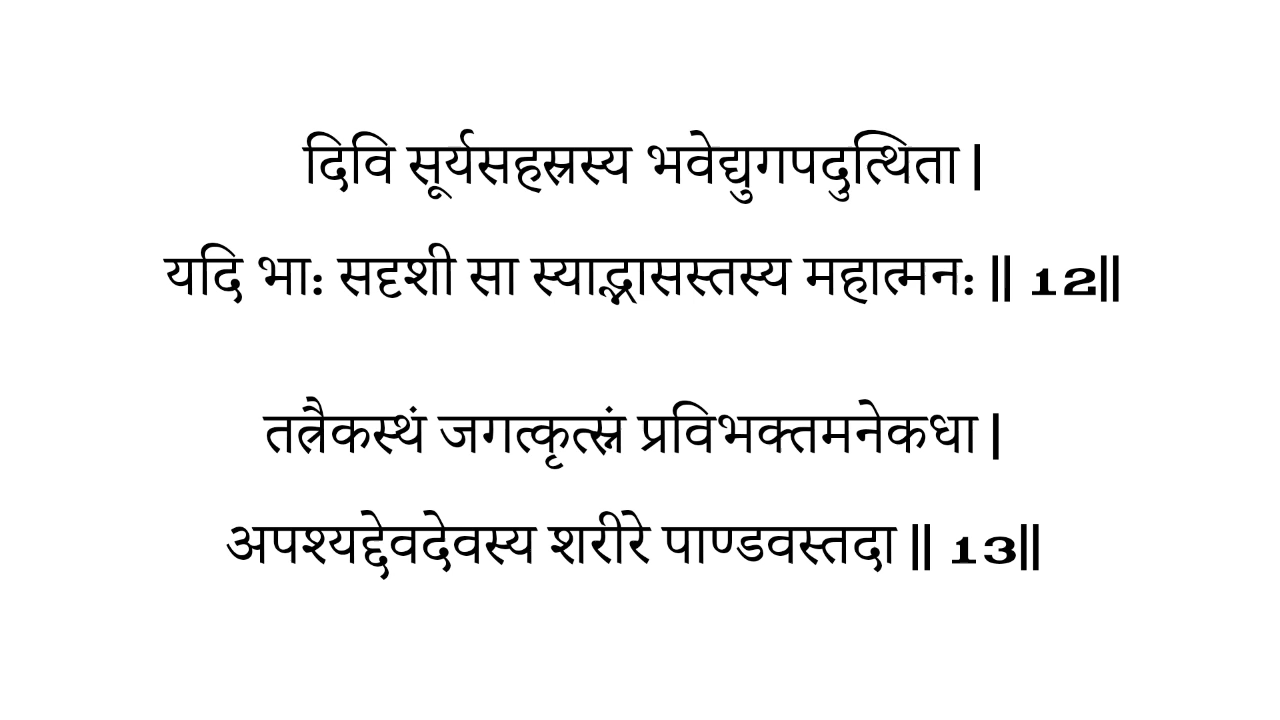 दिवि सूर्यसहस्रस्य भवेद्युगपदुत्थिता |
यदि भाः सदृशी सा स्याद्भासस्तस्य महात्मनः || 12||
तत्रैकस्थं जगत्कृत्स्नं प्रविभक्तमनेकधा |
अपश्यद्देवदेवस्य शरीरे पाण्डवस्तदा || 13||